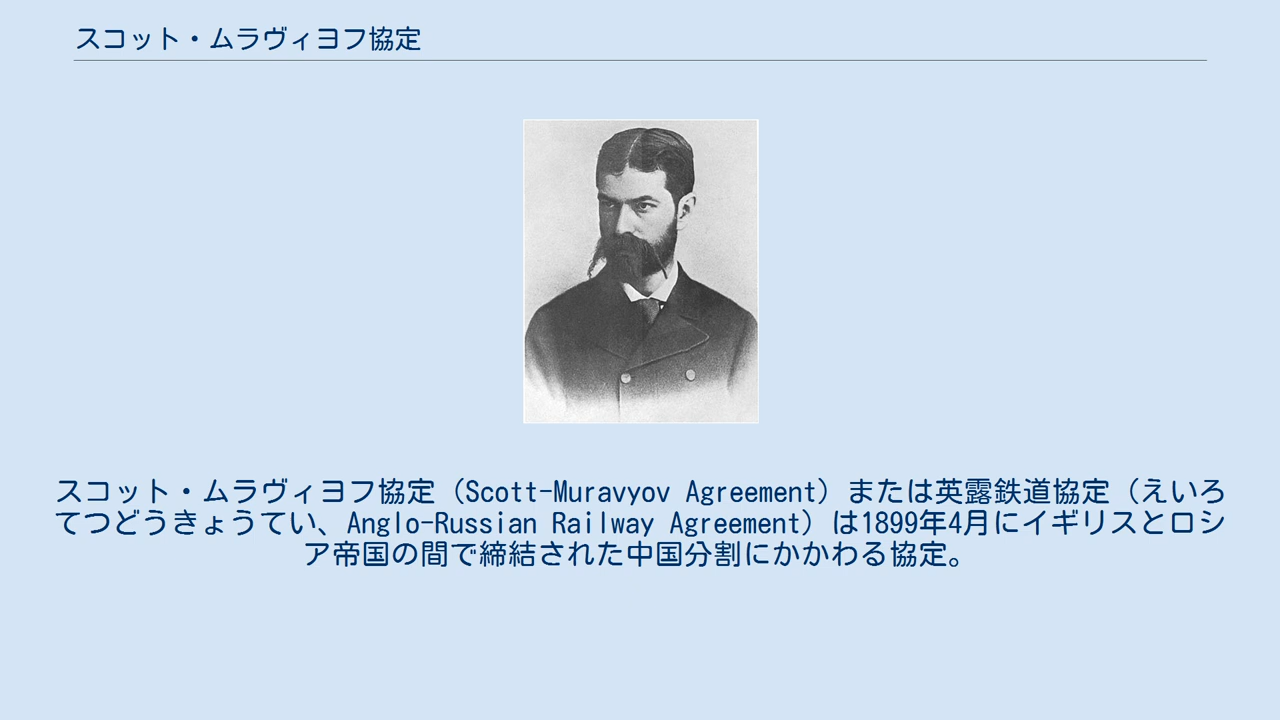 スコット・ムラヴィヨフ協定
スコット・ムラヴィヨフ協定（Scott-Muravyov Agreement）または英露鉄道協定（えいろ
てつどうきょうてい、Anglo-Russian Railway Agreement）は1899年4月にイギリスとロシ
ア帝国の間で締結された中国分割にかかわる協定。